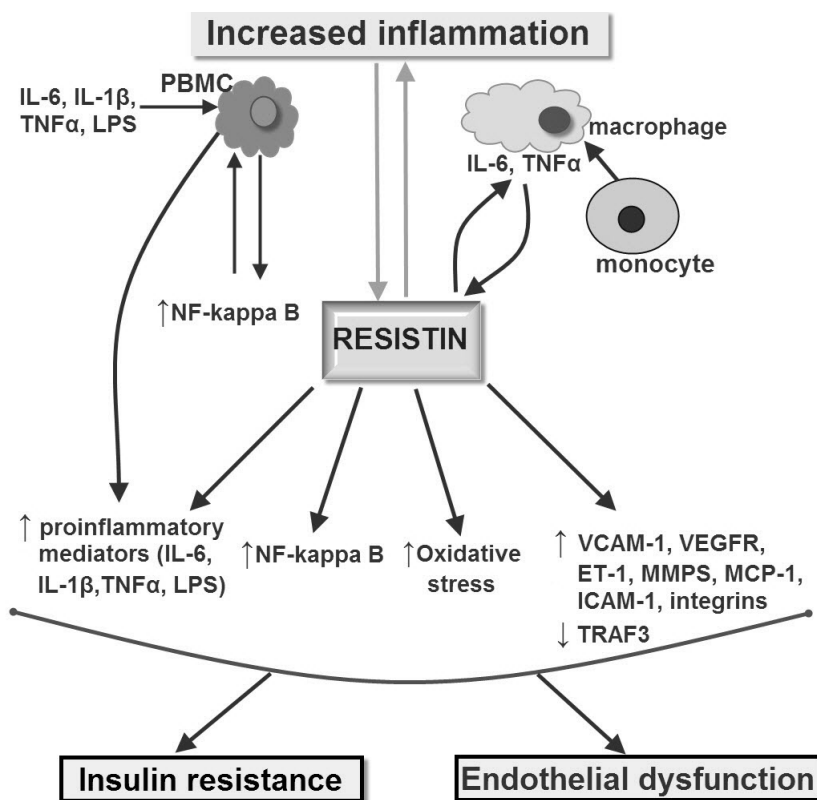 Increased inflammation
PBMC
IL-6, IL-1β,
TNFα, LPS
macrophage
IL-6, TNFα
monocyte
↑NF-kappa B
RESISTIN
↑ proinflammatory
mediators (IL-6,
IL-1β,TNFα, LPS)
↑NF-kappa B
↑Oxidative
stress
↑ VCAM-1, VEGFR,
ET-1, MMPS, MCP-1,
ICAM-1, integrins
↓ TRAF3
Insulin resistance
Endothelial dysfunction